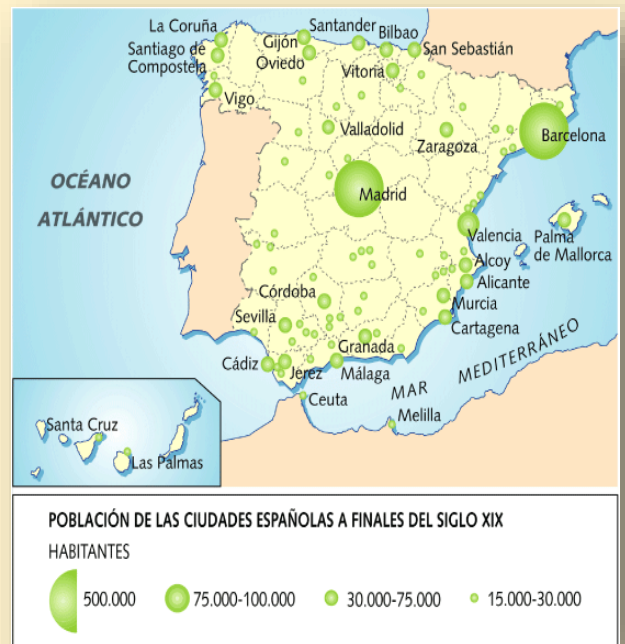 La Coruña
Santander
Gijón
Bilbao
Santiago de
Compostela
Oviedo
San Sebastián
Vitoria
Vigo
Valladolid
Zaragoza
Barcelona
OCÉANO
ATLÁNTICO
Madrid
Valencia
Palma
de Mallorca
Alcoy
Alicante
Córdoba
Murcia
Sevilla
Cartagena
Granada
Cádiz
Jerez
Málaga
MAR MEDITERRÁNEO
Ceuta
Melilla
Santa Cruz
Las Palmas
POBLACIÓN DE LAS CIUDADES ESPAÑOLAS A FINALES DEL SIGLO XIX
HABITANTES
500.000 75.000-100.000 30.000-75.000 15.000-30.000